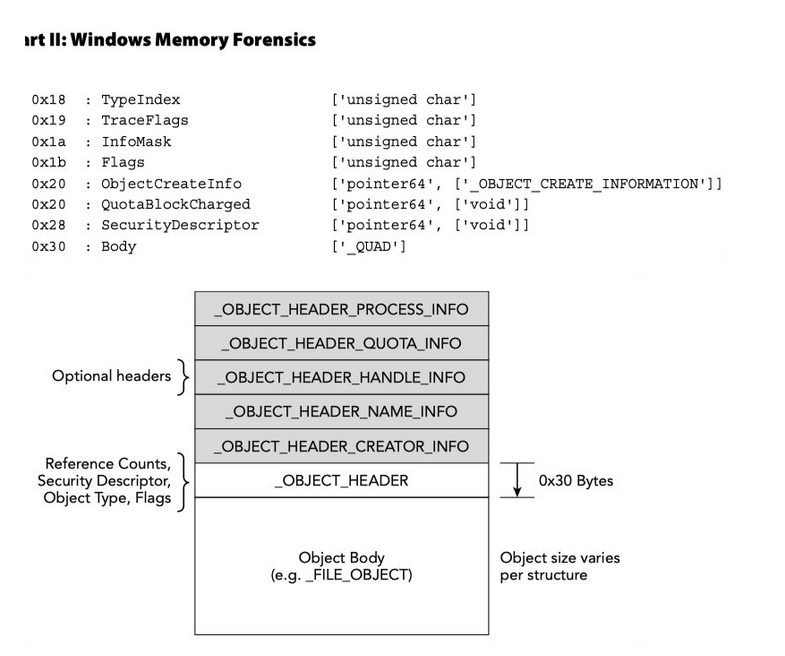 art II: Windows Memory Forensics
0x18 : TypeIndex ['unsigned char']
0x19 : TraceFlags ['unsigned char']
0x1a : InfoMask ['unsigned char']
0x1b : Flags ['unsigned char']
0x20 : ObjectCreateInfo ['pointer64', ['_OBJECT_CREATE_INFORMATION']]
0x20 : QuotaBlockCharged ['pointer64', ['void']]
0x28 : SecurityDescriptor ['pointer64', ['void']]
0x30 : Body ['_QUAD']
_OBJECT_HEADER_PROCESS_INFO
_OBJECT_HEADER_QUOTA_INFO
Optional headers
_OBJECT_HEADER_HANDLE_INFO
_OBJECT_HEADER_NAME_INFO
_OBJECT_HEADER_CREATOR_INFO
Reference Counts,
Security Descriptor,
Object Type, Flags
_OBJECT_HEADER
0x30 Bytes
Object Body
(e.g. _FILE_OBJECT)
Object size varies
per structure